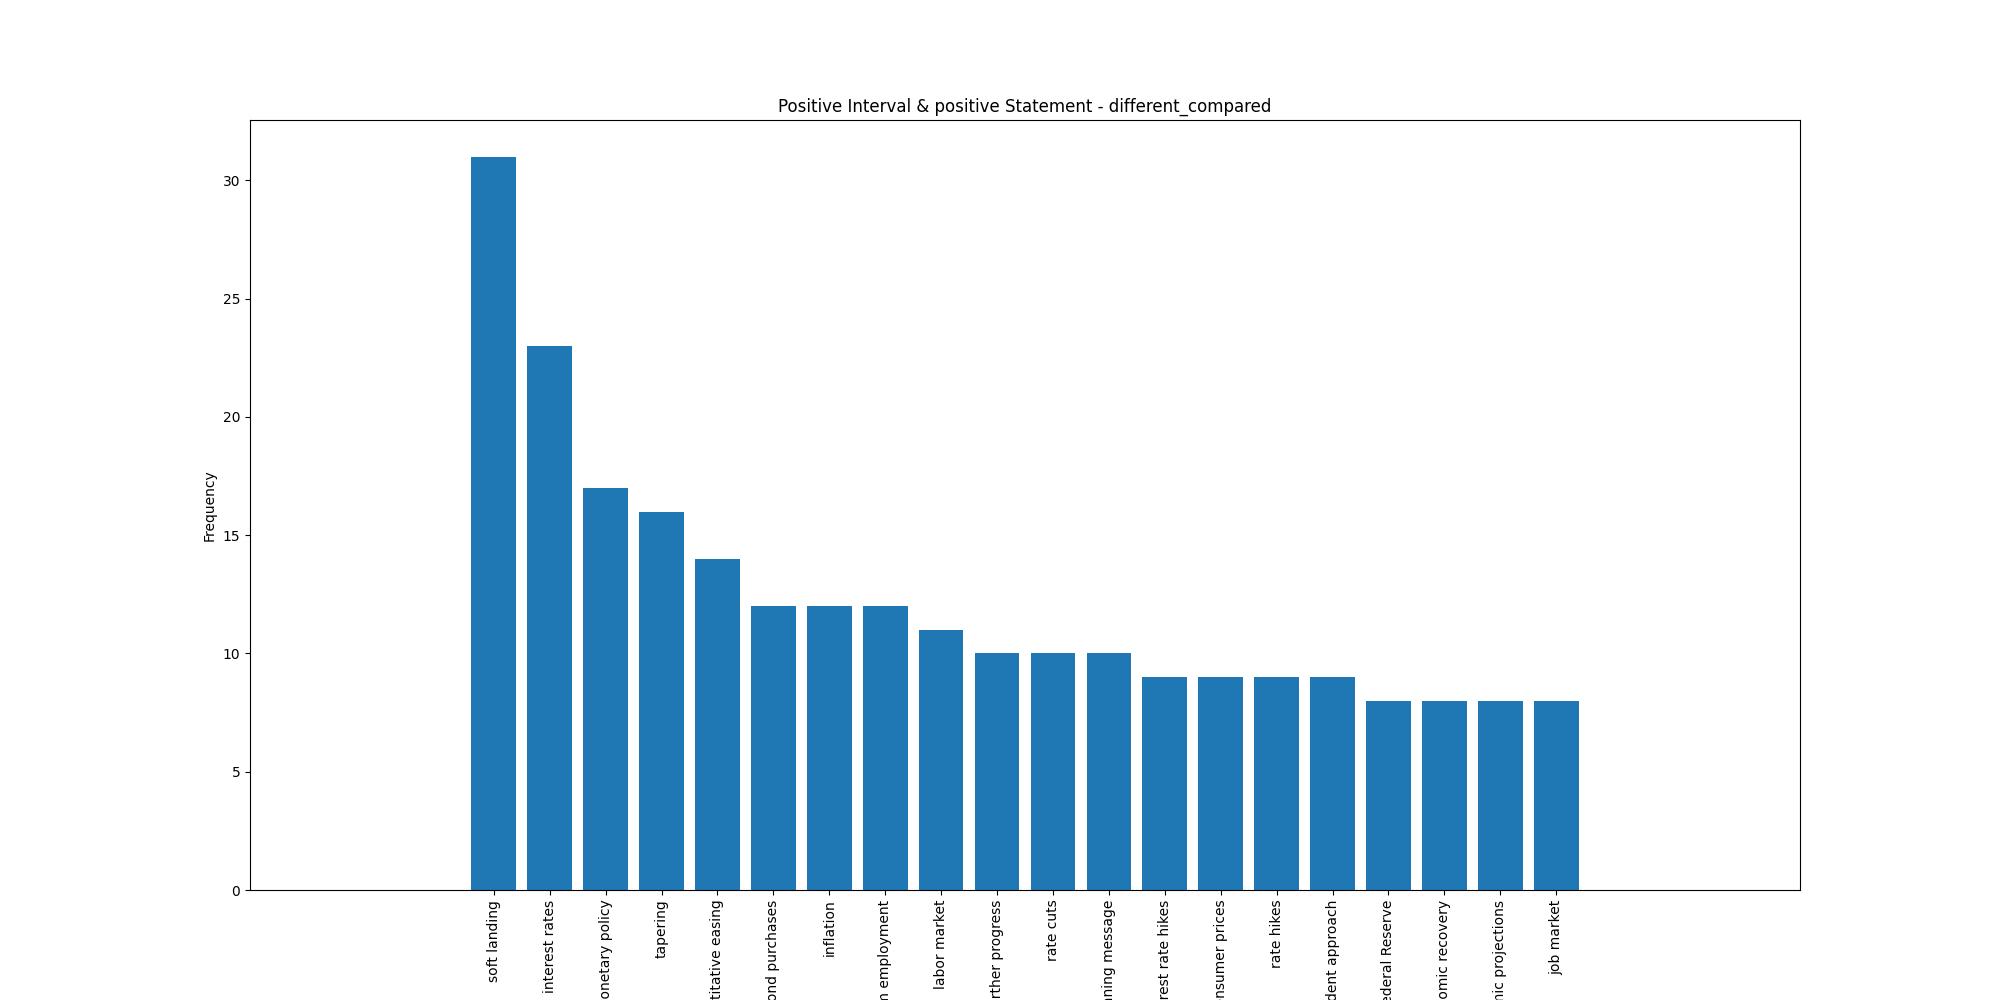 Positive Interval & positive Statement - different_compared
Frequency
30
25
20
15
10
5
0
soft landing
interest rates
onetary policy
tapering
titative easing
ond purchases
inflation
n employment
labor market
rther progress
rate cuts
ning message
rest rate hikes
nsumer prices
rate hikes
dent approach
ederal Reserve
omic recovery
nic projections
job market